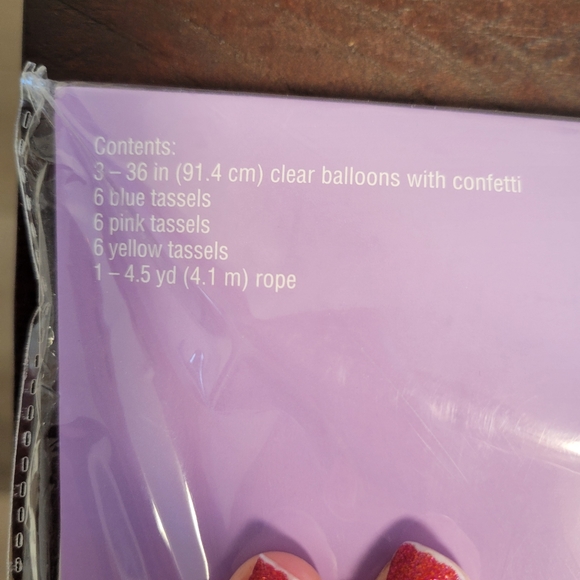 Contents:
3 – 36 in (91.4 cm) clear balloons with confetti
6 blue tassels
6 pink tassels
6 yellow tassels
1 – 4.5 yd (4.1 m) rope